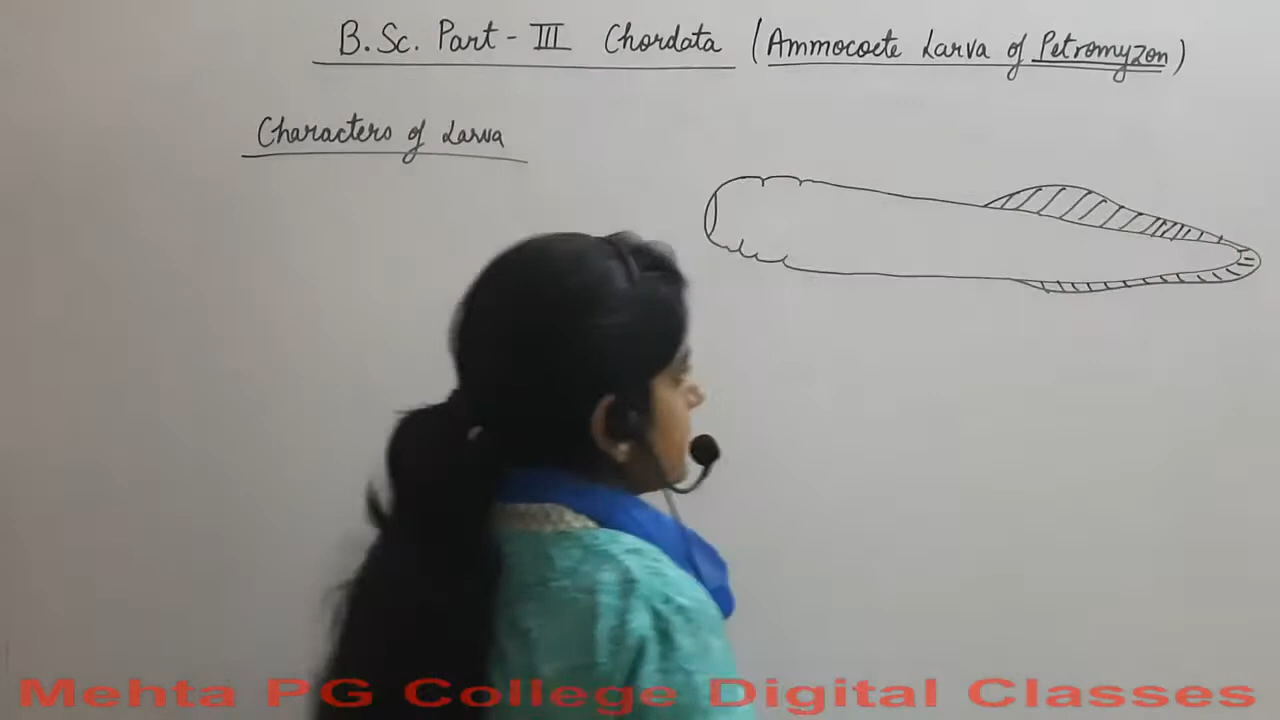 B.Sc. Part - III Chordata (Ammocoete Larva of Petromyzon)
Characters of Larva
Mehta PG College Digital Classes